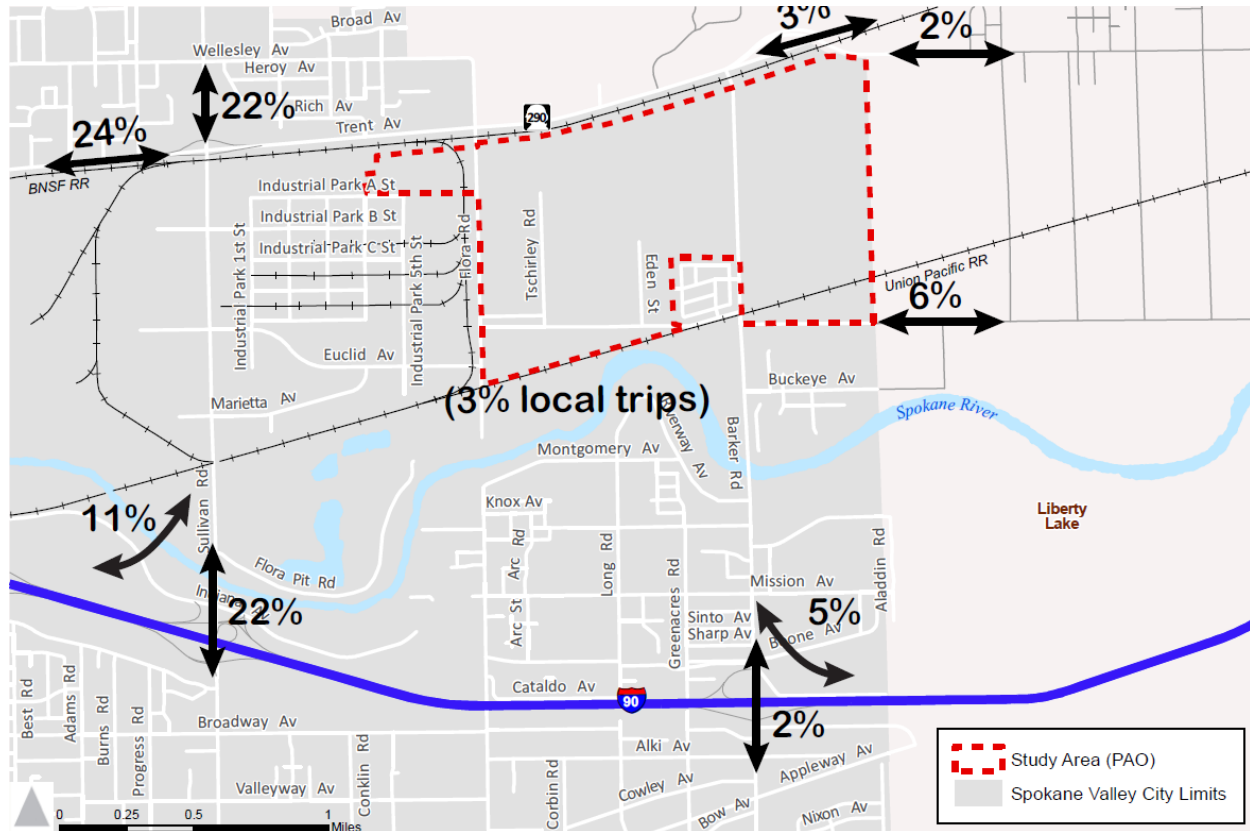 Broad Av
3%
2%
Wellesley Av
Heroy Av
22%
Rich Av
290
24%
Trent Av
BNSF RR
Industrial Park A St
Industrial Park B St
Industrial Park C St
Industrial Park 1st St
Industrial Park 5th St
Flora Rd
Tschirley Rd
Eden St
Union Pacific RR
6%
Euclid Av
Buckeye Av
Marietta Av
(3% local trips)
Spokane River
Riverway Av
Barker Rd
Montgomery Av
Sullivan Rd
Knox Av
11%
Liberty
Lake
Flora Pit Rd
Arc St
Arc Rd
Long Rd
Greenacres Rd
Aladdin Rd
Mission Av
22%
Sinto Av
5%
Sharp Av
Boone Av
Best Rd
Adams Rd
Burns Rd
Progress Rd
Cataldo Av
90
Broadway Av
2%
Alki Av
Conklin Rd
Corbin Rd
Appleway Av
Cowley Av
Valleyway Av
Bow Av
Nixon Av
Study Area (PAO)
Spokane Valley City Limits
0 0.25 0.5 1
Miles